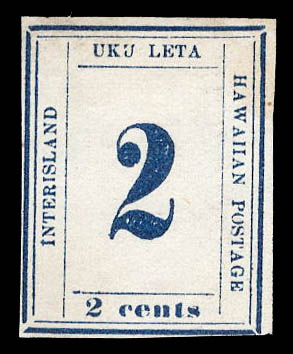 UKU LETA
INTERISLAND
2
HAWAIIAN POSTAGE
2 cents